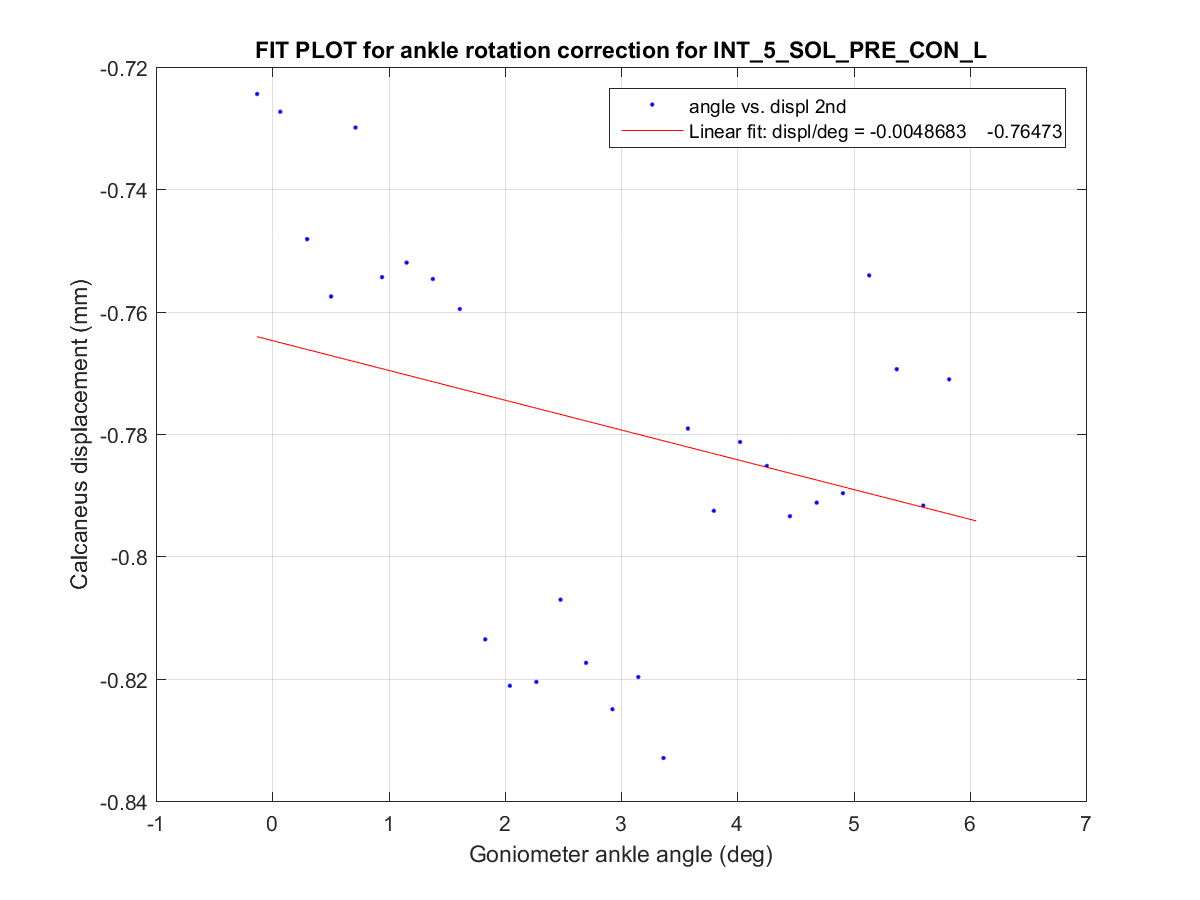 FIT PLOT for ankle rotation correction for INT_5_SOL_PRE_CON_L
angle vs. displ 2nd
Linear fit: displ/deg = -0.0048683 -0.76473
-0.72
-0.74
-0.76
-0.78
-0.8
-0.82
-0.84
Calcaneus displacement (mm)
-1 0 1 2 3 4 5 6 7
Goniometer ankle angle (deg)